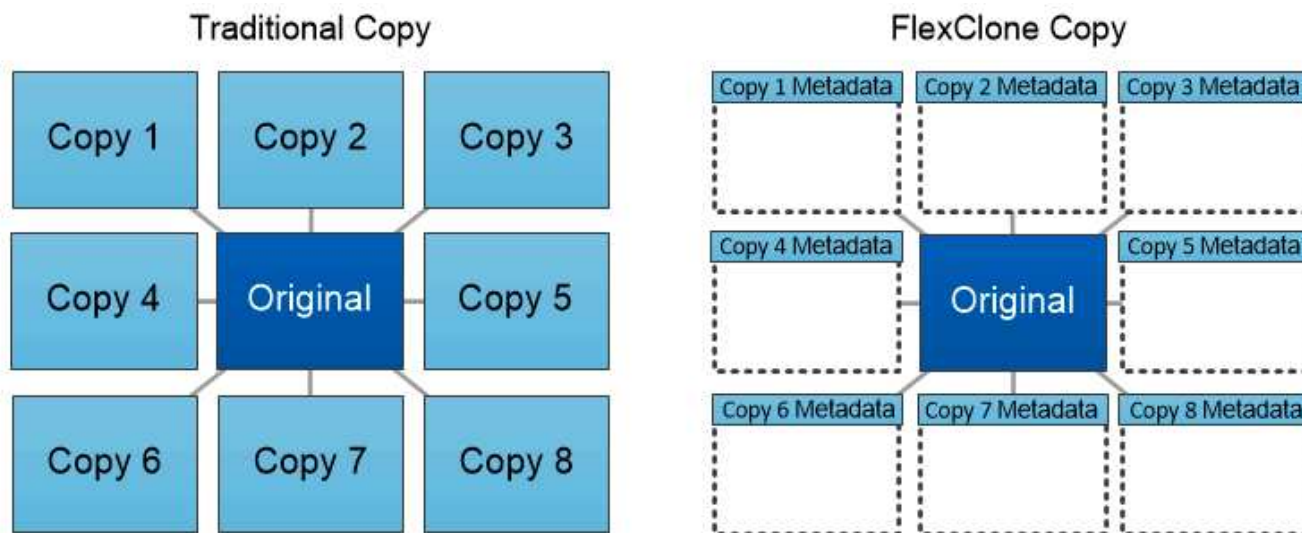 Traditional Copy
Copy 1
Copy 2
Copy 3
Copy 4
Original
Copy 5
Copy 6
Copy 7
Copy 8
FlexClone Copy
Copy 1 Metadata
Copy 2 Metadata
Copy 3 Metadata
Copy 4 Metadata
Original
Copy 5 Metadata
Copy 6 Metadata
Copy 7 Metadata
Copy 8 Metadata